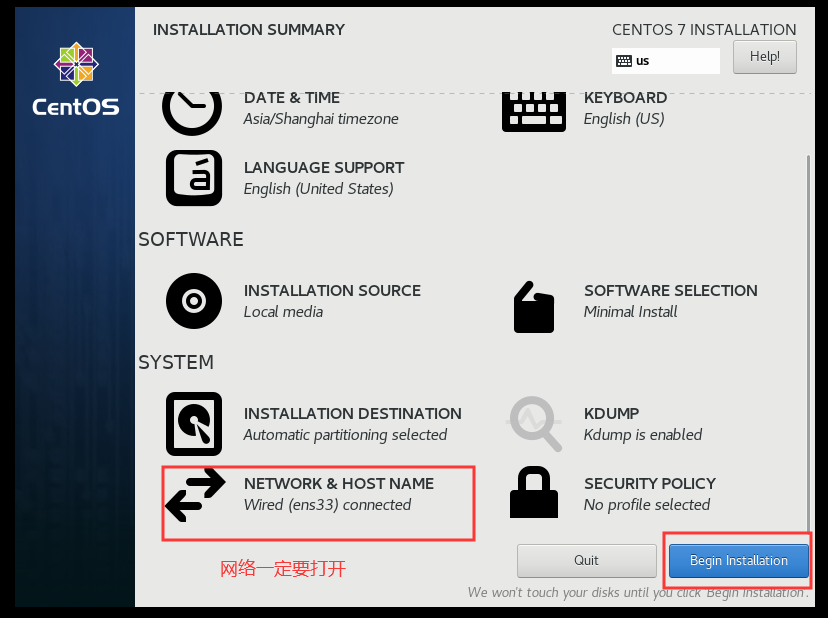 INSTALLATION SUMMARY
CENTOS 7 INSTALLATION
us
Help!
CentOS
DATE & TIME
Asia/Shanghai timezone
KEYBOARD
English (US)
á
LANGUAGE SUPPORT
English (United States)
SOFTWARE
INSTALLATION SOURCE
Local media
SOFTWARE SELECTION
Minimal Install
SYSTEM
INSTALLATION DESTINATION
Automatic partitioning selected
KDUMP
Kdump is enabled
NETWORK & HOST NAME
Wired (ens33) connected
SECURITY POLICY
No profile selected
网络一定要打开
Quit
Begin Installation
We won't touch your disks until you click 'Begin Installation'.